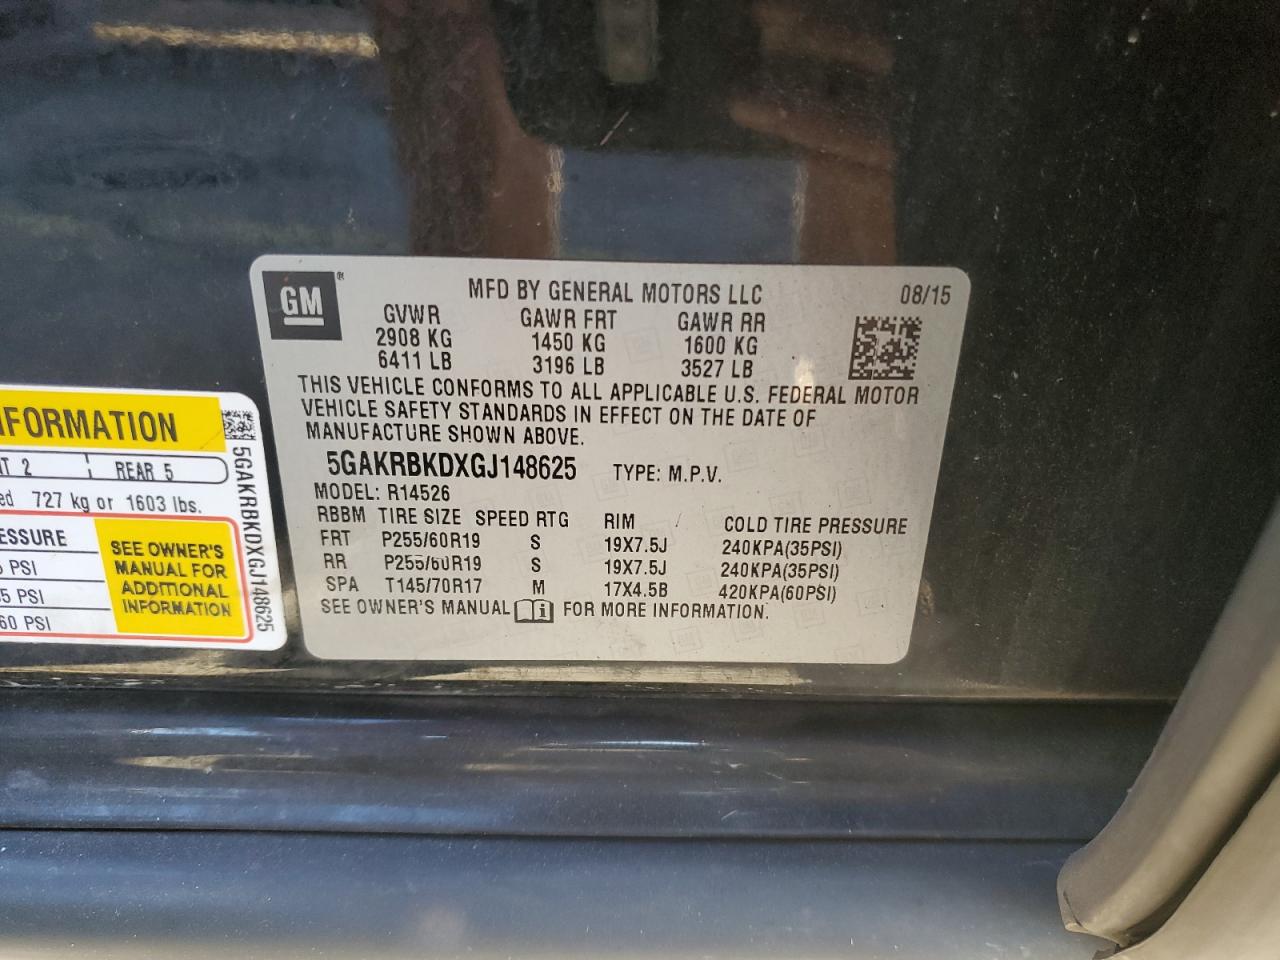 GM®
MFD BY GENERAL MOTORS LLC 08/15
GVWR GAWR FRT GAWR RR
2908 KG 1450 KG 1600 KG
6411 LB 3196 LB 3527 LB
THIS VEHICLE CONFORMS TO ALL APPLICABLE U.S. FEDERAL MOTOR
VEHICLE SAFETY STANDARDS IN EFFECT ON THE DATE OF
MANUFACTURE SHOWN ABOVE.
5GAKRBKDXGJ148625 TYPE: M.P.V.
MODEL: R14526
RBBM TIRE SIZE SPEED RTG RIM COLD TIRE PRESSURE
FRT P255/60R19 S 19X7.5J 240KPA(35PSI)
RR P255/60R19 S 19X7.5J 240KPA(35PSI)
SPA T145/70R17 M 17X4.5B 420KPA(60PSI)
SEE OWNER'S MANUAL FOR MORE INFORMATION.
NFORMATION
2 REAR 5
727 kg or 1603 lbs.
ESSURE
PSI
5 PSI
60 PSI
SEE OWNER'S
MANUAL FOR
ADDITIONAL
INFORMATION
5GAKRBKDXGJ148625